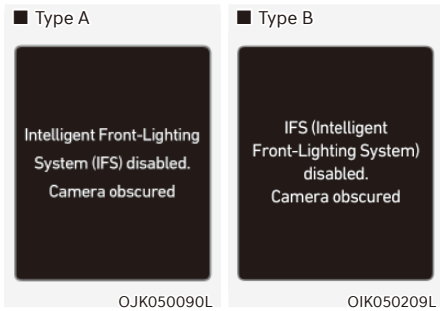 ■ Type A
Intelligent Front-Lighting
System (IFS) disabled.
Camera obscured
OJK050090L
■ Type B
IFS (Intelligent
Front-Lighting System)
disabled.
Camera obscured
OIK050209L